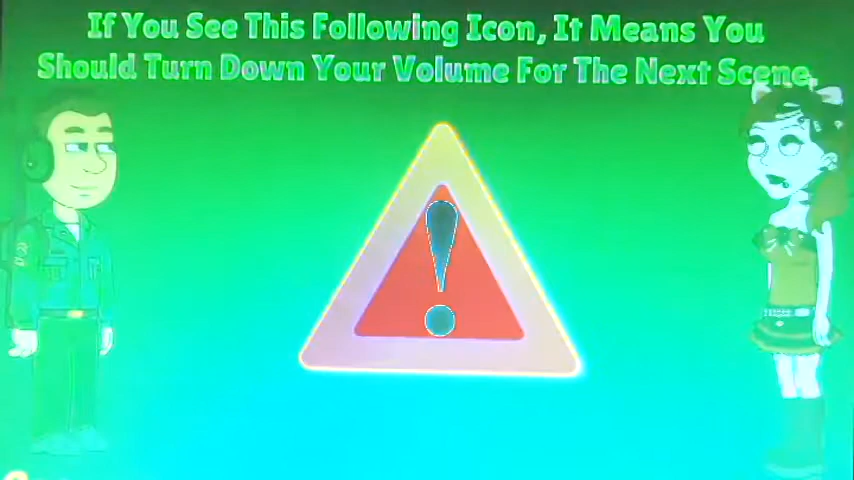 If You See This Following Icon, It Means You
Should Turn Down Your Volume For The Next Scene.